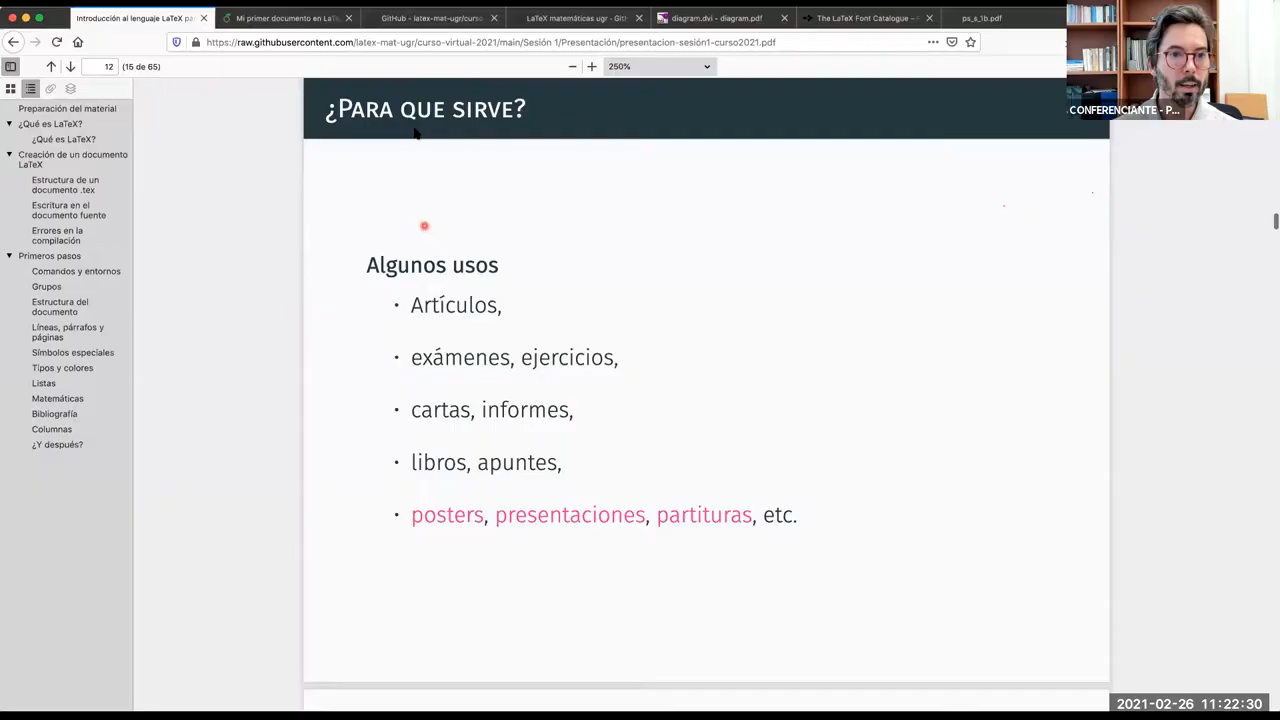 Introducción al lenguaje LaTeX pa
Mi primer documento en LaT
GitHub - latex-mat-ugr/curso
LaTeX matemáticas ugr - Git
diagram.dvi - diagram.pdf
The LaTeX Font Catalogue –
ps_s_1b.pdf
https://raw.githubusercontent.com/latex-mat-ugr/curso-virtual-2021/main/Sesión 1/Presentación/presentacion-sesión1-curso2021.pdf
12 (15 de 65)
250%
CONFERENCIANTE - P...
Preparación del material
¿Qué es LaTeX?
¿Qué es LaTeX?
Creación de un documento
LaTeX
Estructura de un
documento .tex
Escritura en el
documento fuente
Errores en la
compilación
Primeros pasos
Comandos y entornos
Grupos
Estructura del
documento
Líneas, párrafos y
páginas
Símbolos especiales
Tipos y colores
Listas
Matemáticas
Bibliografía
Columnas
¿Y después?
¿Para que sirve?
Algunos usos
· Artículos,
· exámenes, ejercicios,
· cartas, informes,
· libros, apuntes,
· posters, presentaciones, partituras, etc.
2021-02-26 11:22:30